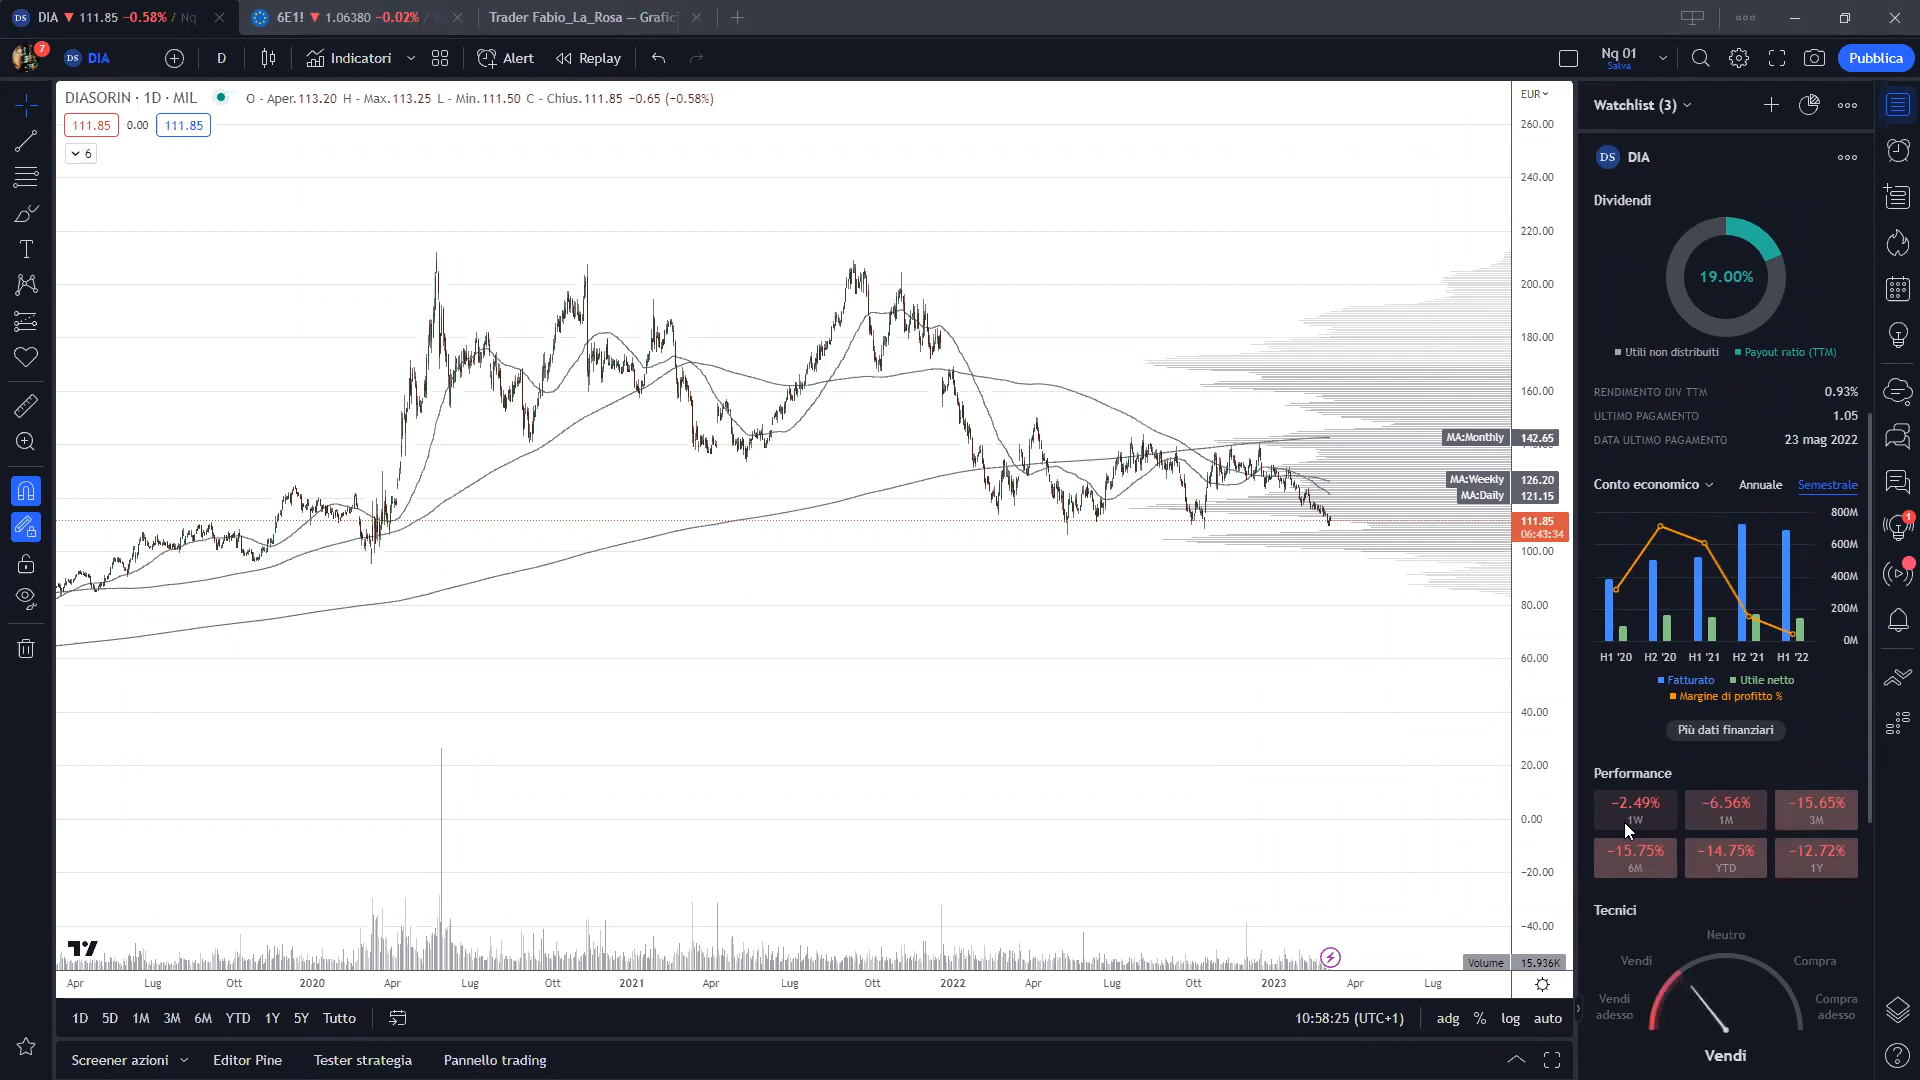 DS DIA ▼ 111.85 −0.58% / Nq
6E1! ▼ 1.06380 −0.02% /
Trader Fabio_La_Rosa — Grafic
7
DS DIA
D
Indicatori
Alert
Replay
Nq 01
Salva
Pubblica
DIASORIN · 1D · MIL
O - Aper.113.20 H - Max.113.25 L - Min.111.50 C - Chius.111.85 −0.65 (−0.58%)
111.85 0.00 111.85
6
EUR
260.00
240.00
220.00
200.00
180.00
160.00
MA:Monthly 142.65
MA:Weekly 126.20
MA:Daily 121.15
111.85
06:43:34
100.00
80.00
60.00
40.00
20.00
0.00
−20.00
−40.00
Volume 15.936K
Apr Lug Ott 2020 Apr Lug Ott 2021 Apr Lug Ott 2022 Apr Lug Ott 2023 Apr Lug
1D 5D 1M 3M 6M YTD 1Y 5Y Tutto
10:58:25 (UTC+1)
adg % log auto
Screener azioni Editor Pine Tester strategia Pannello trading
Watchlist (3)
DS DIA
Dividendi
19.00%
Utili non distribuiti Payout ratio (TTM)
RENDIMENTO DIV TTM 0.93%
ULTIMO PAGAMENTO 1.05
DATA ULTIMO PAGAMENTO 23 mag 2022
Conto economico Annuale Semestrale
800M
600M
400M
200M
0M
H1 '20 H2 '20 H1 '21 H2 '21 H1 '22
Fatturato Utile netto
Margine di profitto %
Più dati finanziari
Performance
−2.49% −6.56% −15.65%
1W 1M 3M
−15.75% −14.75% −12.72%
6M YTD 1Y
Tecnici
Neutro
Vendi Compra
Vendi adesso
Compra adesso
Vendi
1